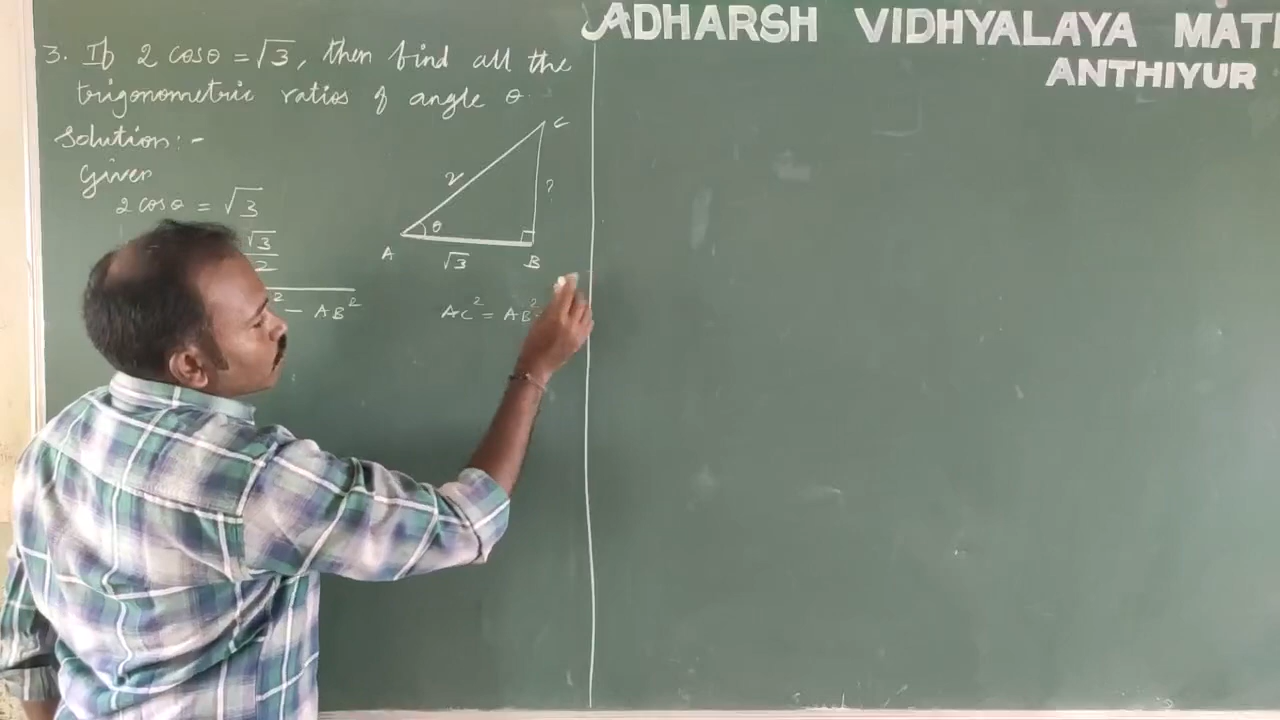 ADHARSH VIDHYALAYA MATI
ANTHIYUR
3. If 2 cosθ = √3, then find all the
trigonometric ratios of angle θ.
Solution:-
Given
2 cosθ = √3
√3
2
² - AB²
C
2
?
θ
A
√3
B
AC² = AB²